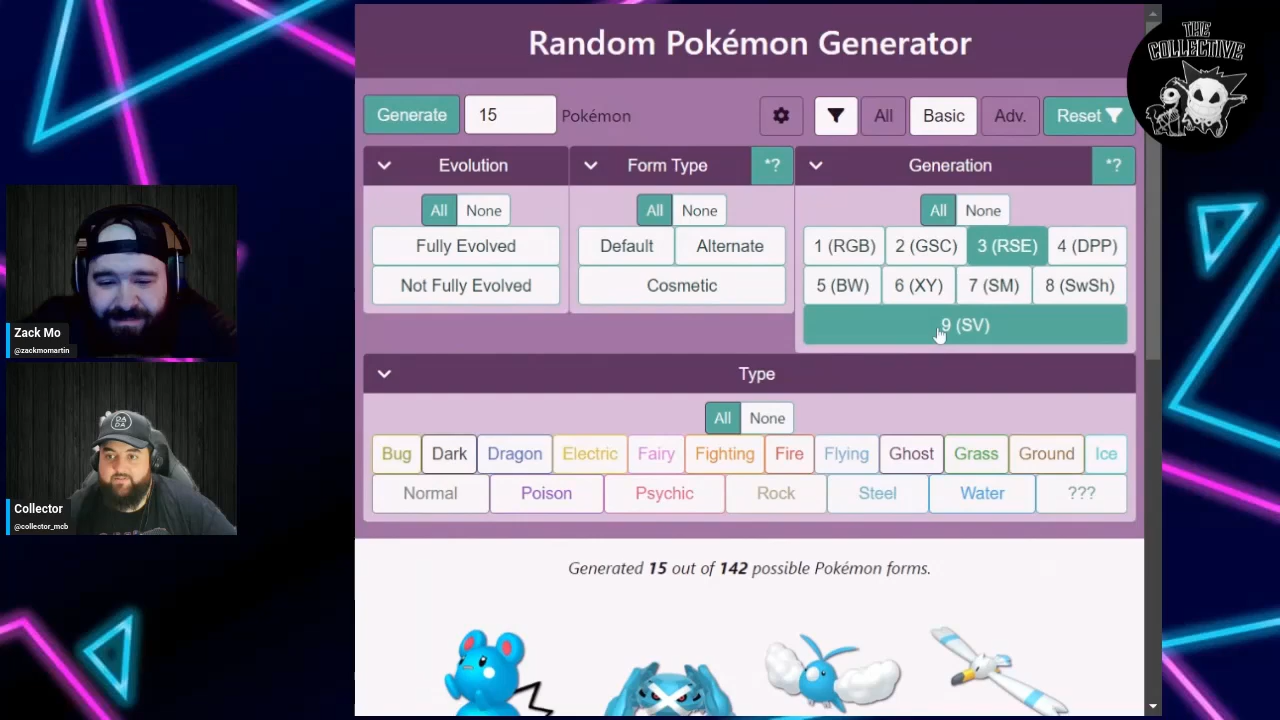 Random Pokémon Generator
THE
COLLECTIVE
Generate 15 Pokémon All Basic Adv. Reset
Evolution Form Type *? Generation *?
All None All None All None
Fully Evolved Default Alternate 1 (RGB) 2 (GSC) 3 (RSE) 4 (DPP)
Not Fully Evolved Cosmetic 5 (BW) 6 (XY) 7 (SM) 8 (SwSh)
9 (SV)
Zack Mo
@zackmomartin
Type
All None
Bug Dark Dragon Electric Fairy Fighting Fire Flying Ghost Grass Ground Ice
Normal Poison Psychic Rock Steel Water ???
OA
DA
Collector
@collector_mcb
Generated 15 out of 142 possible Pokémon forms.